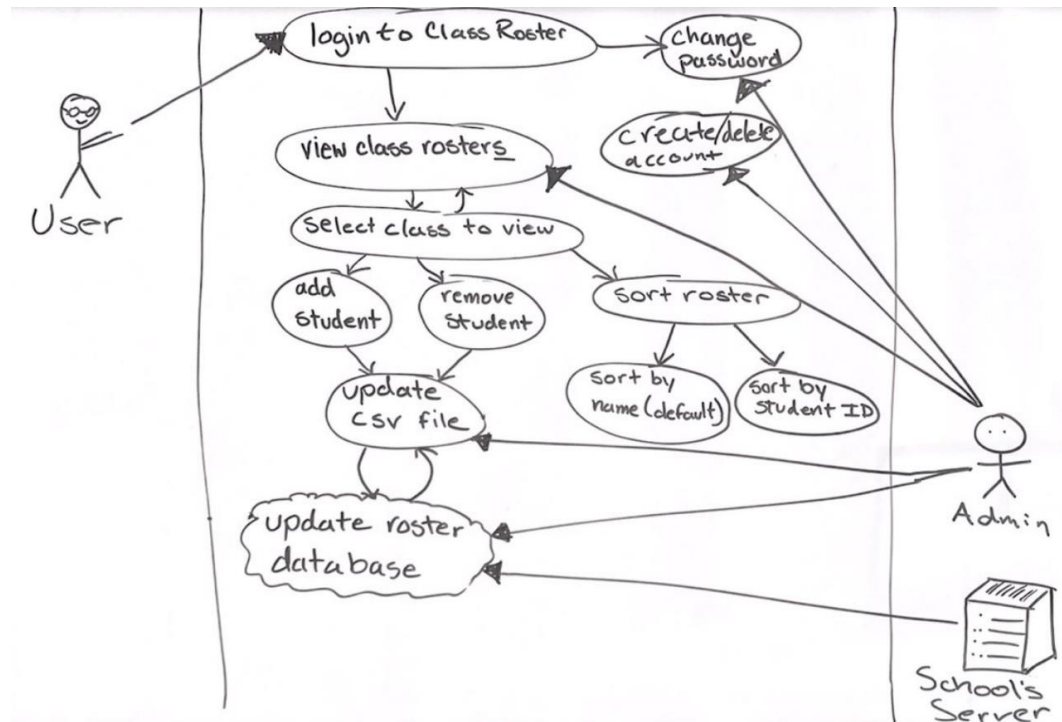 login to Class Roster
change
password
create/delete
account
view class rosters
User
select class to view
add
student
remove
student
sort roster
update
csv file
sort by
name (default)
sort by
student ID
Admin
update roster
database
School's
Server